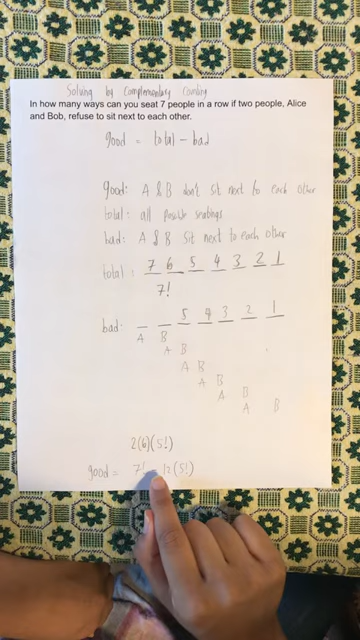 Solving by Complementary Counting
In how many ways can you seat 7 people in a row if two people, Alice
and Bob, refuse to sit next to each other.
good = total - bad
good: A & B don't sit next to each other
total: all possible seatings
bad: A & B sit next to each other
total: 7 6 5 4 3 2 1
7!
bad: _ _ 5 4 3 2 1
A B
A B
A B
A B
A B
A B
2(6)(5!)
good = 7! - 12(5!)